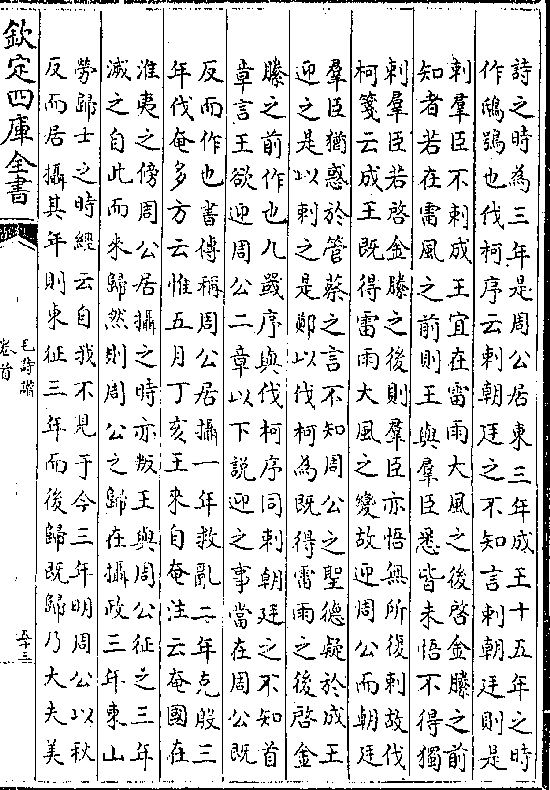 詩之時為三年是周公居東三年成王十五年之時
作鴟鴞也伐柯序云刺朝廷之不知言刺朝廷則是
刺羣臣不刺成王宜在雷雨大風之後啓金縢之前
知者若在雷風之前則王與羣臣悉皆未悟不得獨
刺羣臣若啓金縢之後則羣臣亦悟無所復刺故伐
柯箋云成王既得雷雨大風之變故迎周公而朝廷
羣臣猶惑於管蔡之言不知周公之聖德疑於成王
迎之是以刺之是鄭以伐柯為既得雷雨之後啓金
縢之前作也九罭序與伐柯序同刺朝廷之不知首
章言王欲迎周公二章以下説迎之事當在周公既
反而作也書傳稱周公居攝一年救亂二年克殷三
年伐奄多方云惟五月丁亥王來自奄注云奄國在
淮夷之傍周公居攝之時亦叛王與周公征之三年
滅之自此而來歸然則周公之歸在攝政三年東山
勞歸士之時經云自我不見于今三年明周公以秋
反而居攝其年則東征三年而後歸既歸乃大夫美
欽定四庫全書
毛詩譜
卷首
五十三